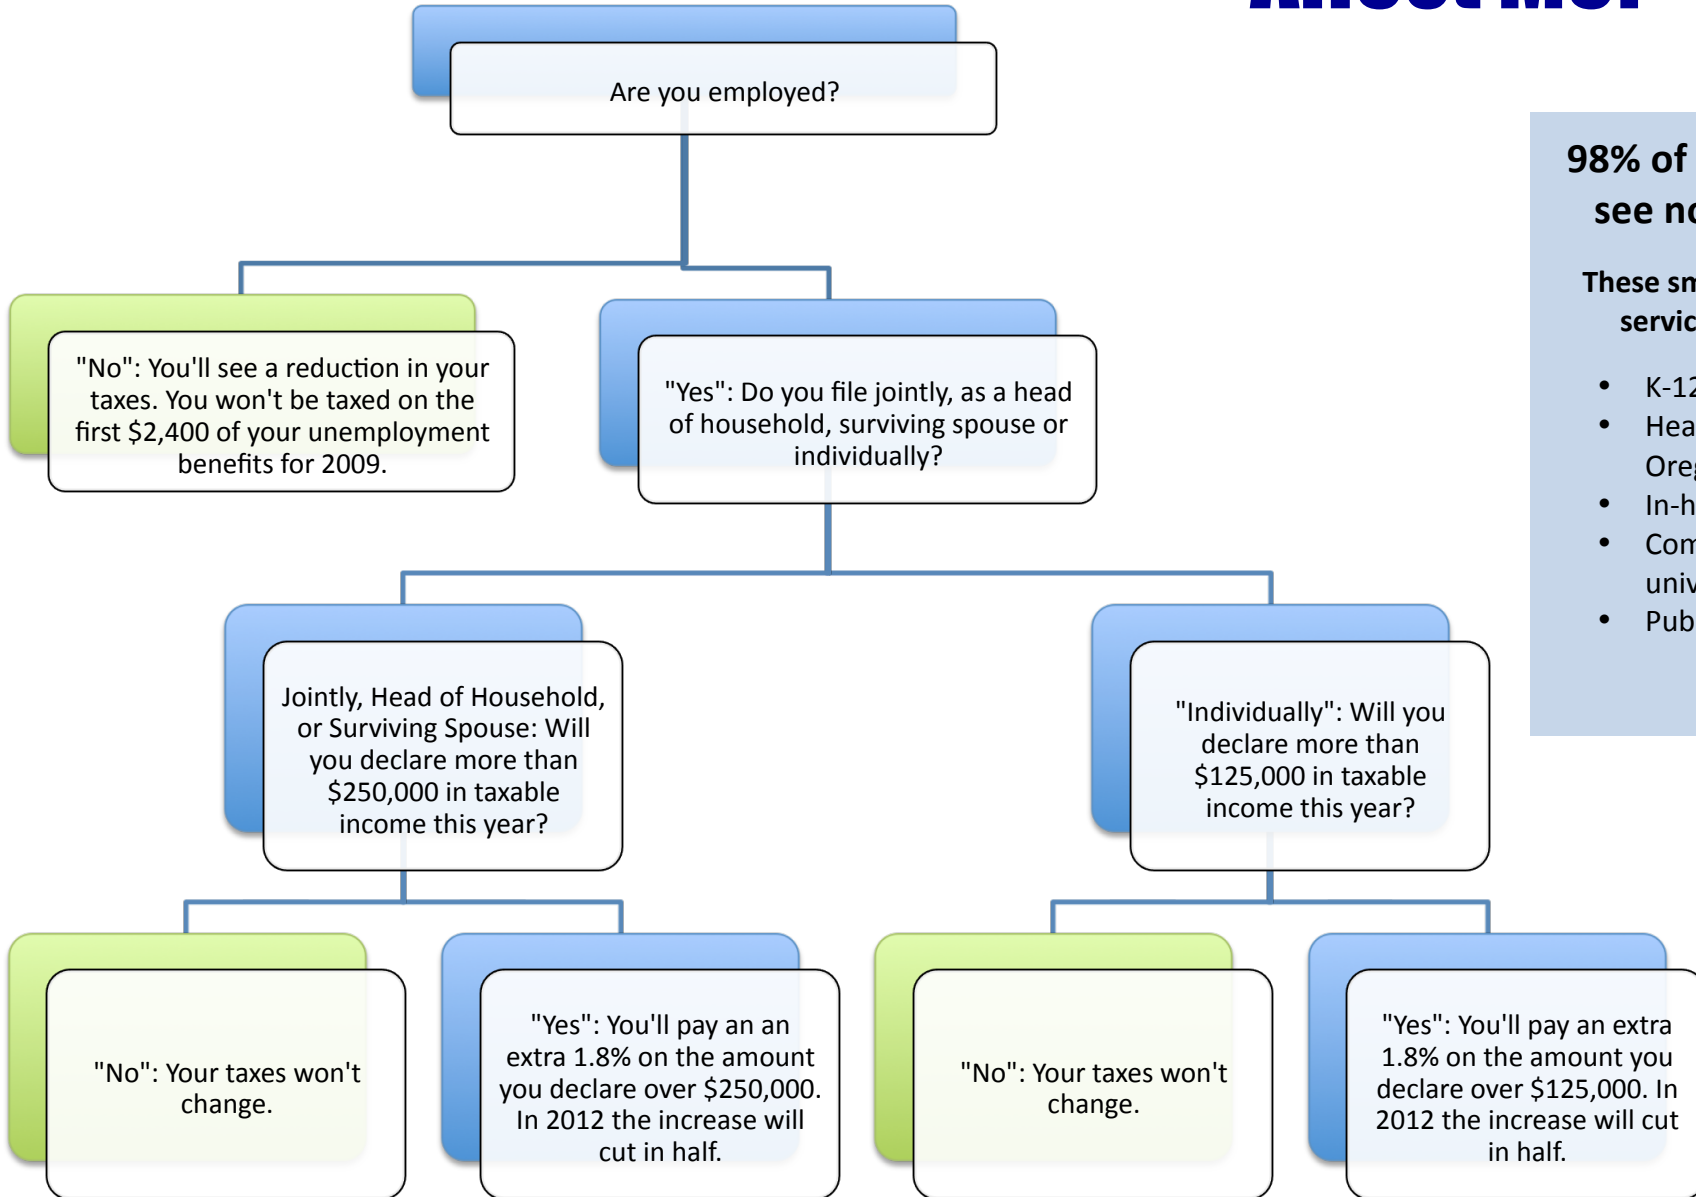 Affect Me?
Are you employed?
"No": You'll see a reduction in your
taxes. You won't be taxed on the
first $2,400 of your unemployment
benefits for 2009.
"Yes": Do you file jointly, as a head
of household, surviving spouse or
individually?
Jointly, Head of Household,
or Surviving Spouse: Will
you declare more than
$250,000 in taxable
income this year?
"Individually": Will you
declare more than
$125,000 in taxable
income this year?
"No": Your taxes won't
change.
"Yes": You'll pay an an
extra 1.8% on the amount
you declare over $250,000.
In 2012 the increase will
cut in half.
"No": Your taxes won't
change.
"Yes": You'll pay an extra
1.8% on the amount you
declare over $125,000. In
2012 the increase will cut
in half.
98% of
see
These
• K-12
•
•
•
•